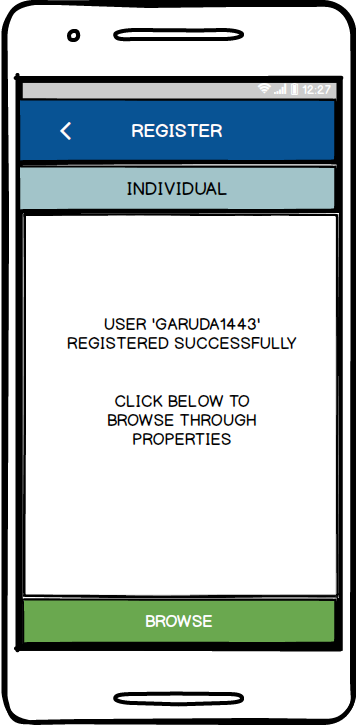 12:27
REGISTER
INDIVIDUAL
USER 'GARUDA1443'
REGISTERED SUCCESSFULLY
CLICK BELOW TO
BROWSE THROUGH
PROPERTIES
BROWSE